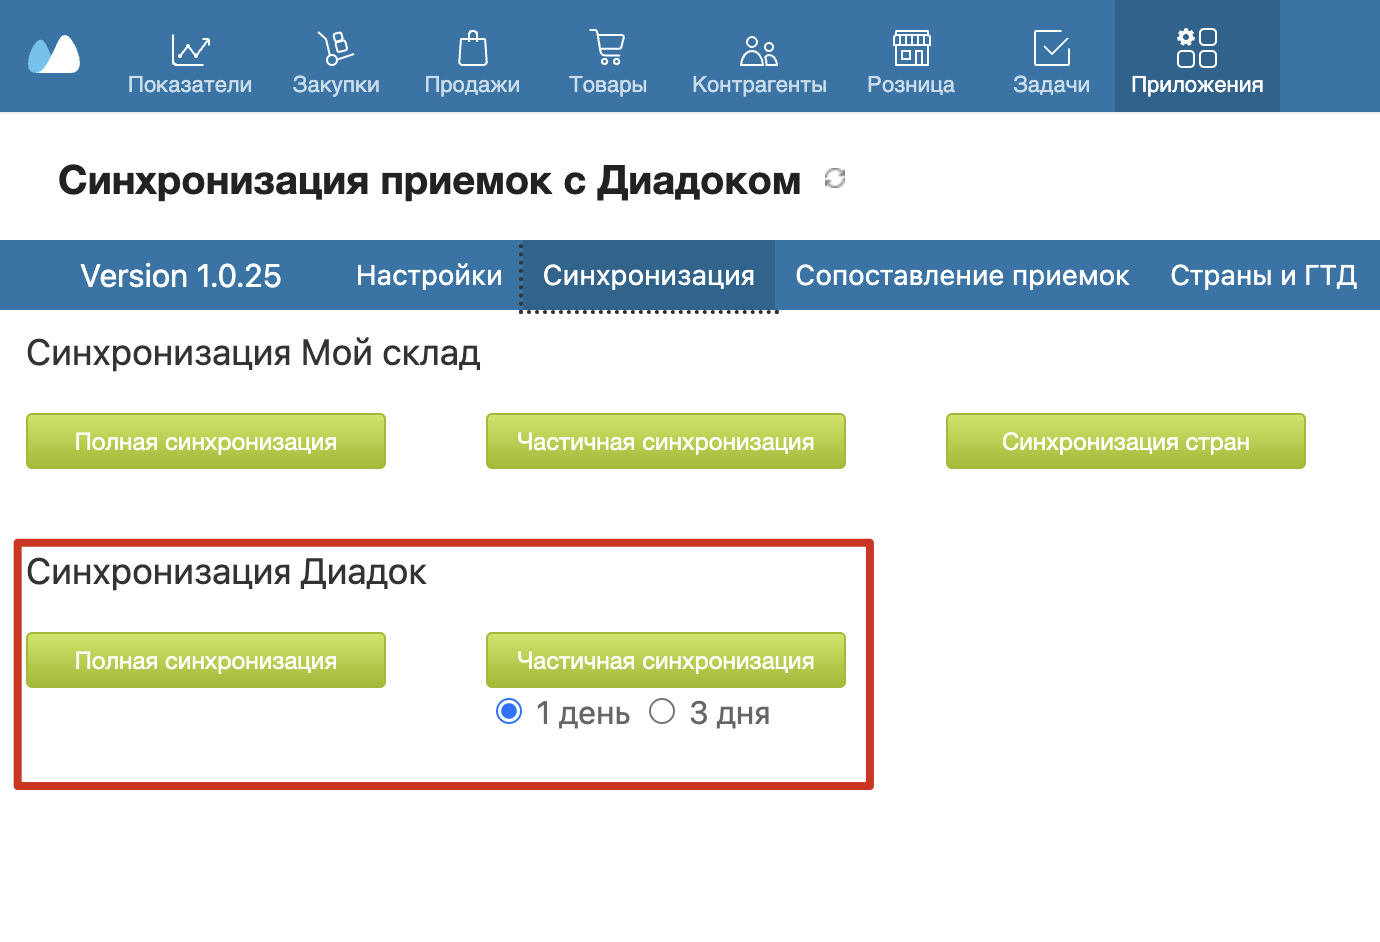 Показатели Закупки Продажи Товары Контрагенты Розница Задачи Приложения
Синхронизация приемок с Диадоком
Version 1.0.25 Настройки Синхронизация Сопоставление приемок Страны и ГТД
Синхронизация Мой склад
Полная синхронизация Частичная синхронизация Синхронизация стран
Синхронизация Диадок
Полная синхронизация Частичная синхронизация
1 день 3 дня